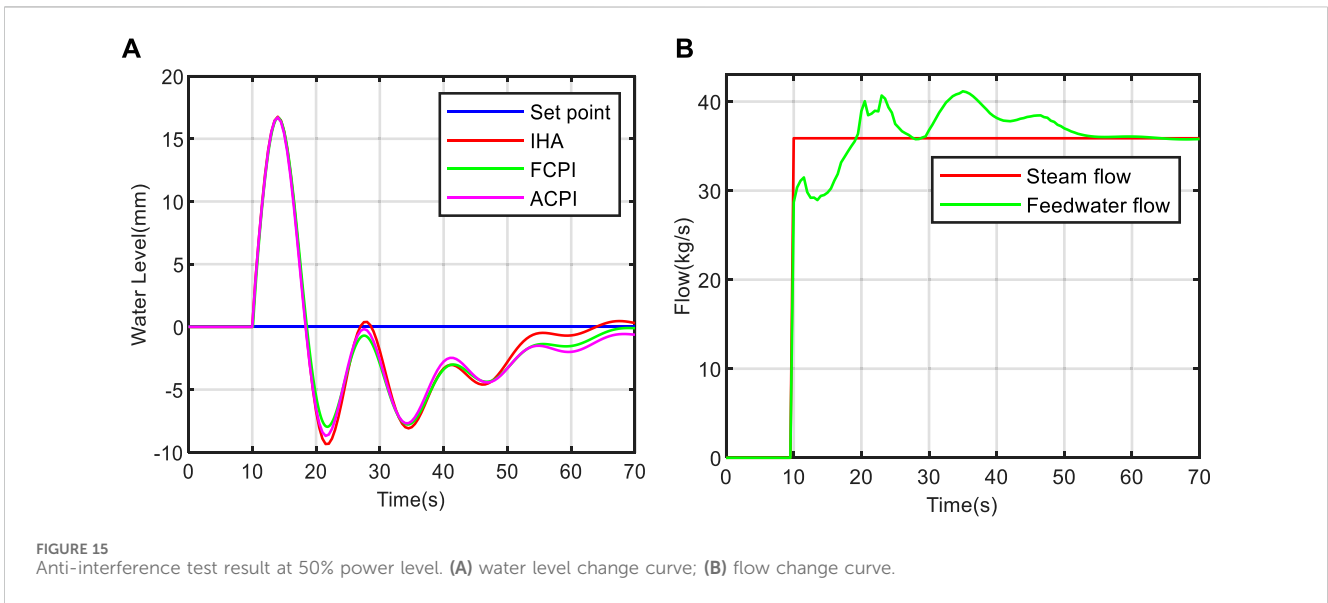 A
Water Level(mm)
20
15
10
5
0
-5
-10
Set point
IHA
FCPI
ACPI
0 10 20 30 40 50 60 70
Time(s)
B
Flow(kg/s)
40
30
20
10
0
Steam flow
Feedwater flow
0 10 20 30 40 50 60 70
Time(s)
FIGURE 15
Anti-interference test result at 50% power level. (A) water level change curve; (B) flow change curve.